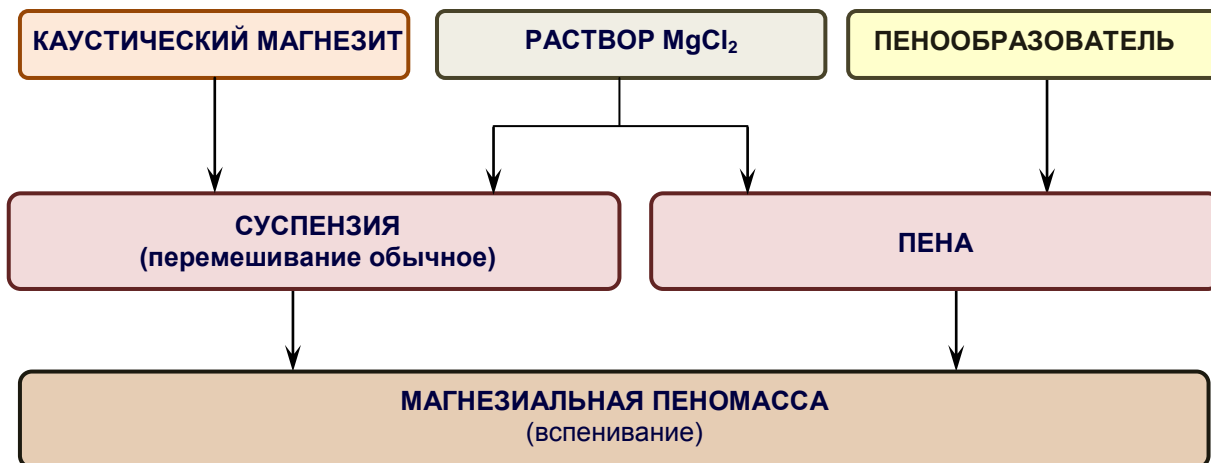 КАУСТИЧЕСКИЙ МАГНЕЗИТ
РАСТВОР MgCl₂
ПЕНООБРАЗОВАТЕЛЬ
СУСПЕНЗИЯ
(перемешивание обычное)
ПЕНА
МАГНЕЗИАЛЬНАЯ ПЕНОМАССА
(вспенивание)